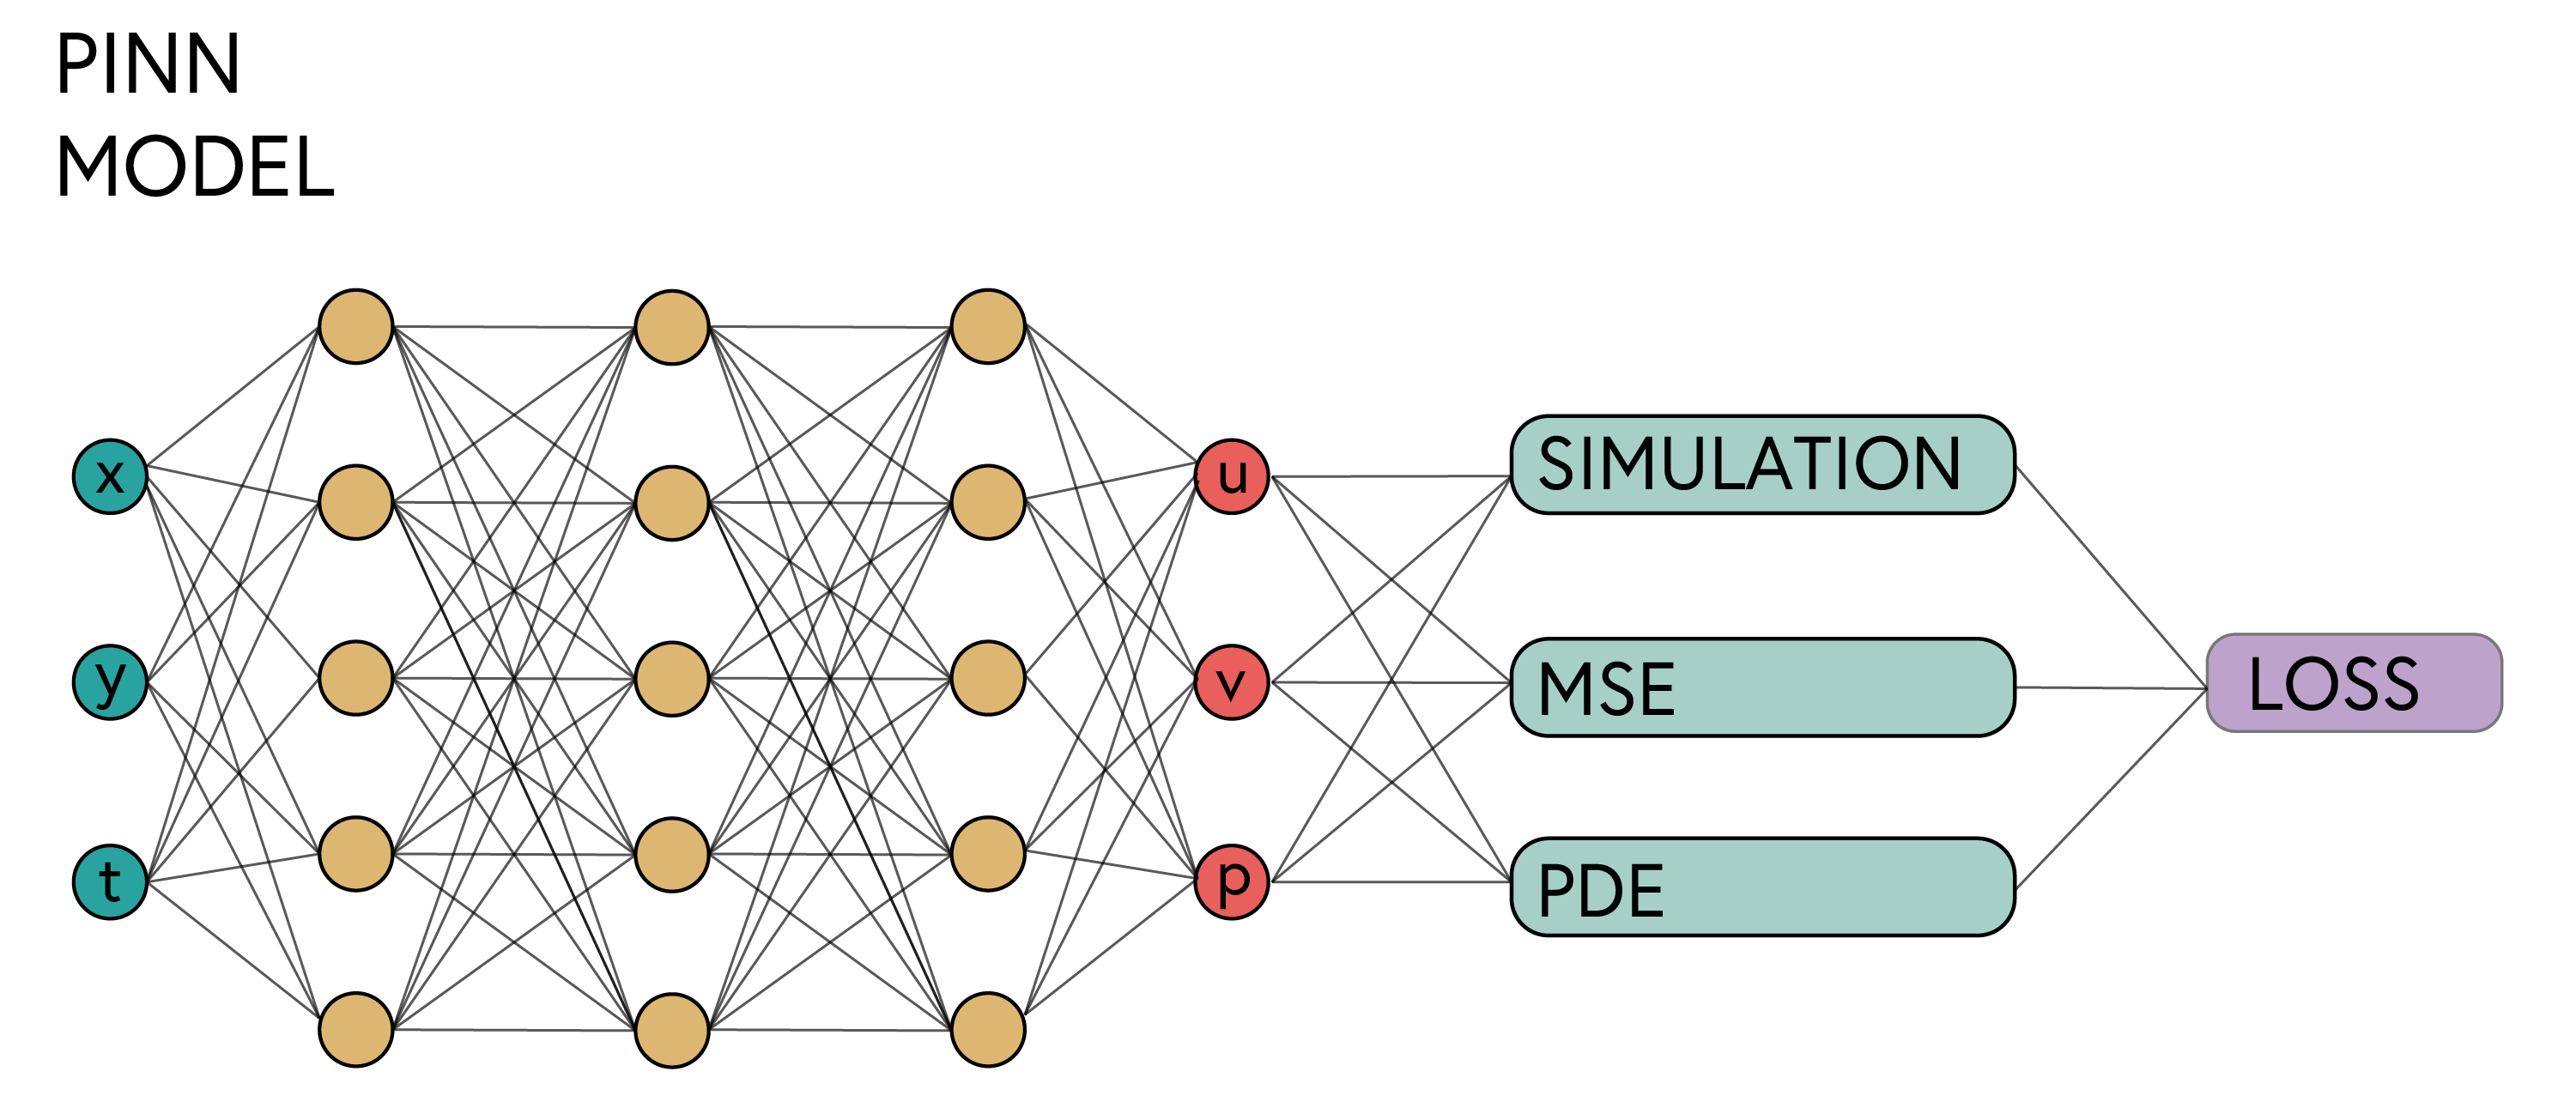 PINN
MODEL
x
y
t
u
v
p
SIMULATION
MSE
PDE
LOSS